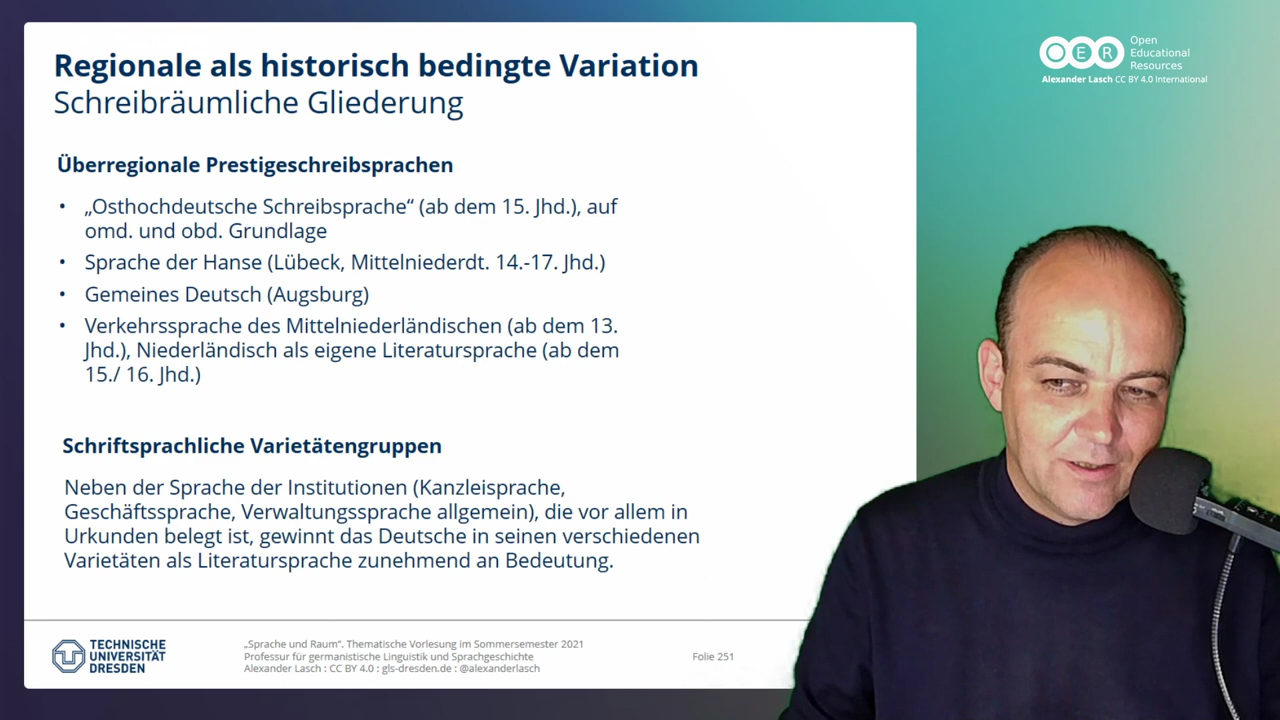 Regionale als historisch bedingte Variation
Schreibräumliche Gliederung
Überregionale Prestigeschreibsprachen
• „Osthochdeutsche Schreibsprache“ (ab dem 15. Jhd.), auf
omd. und obd. Grundlage
• Sprache der Hanse (Lübeck, Mittelniederdt. 14.-17. Jhd.)
• Gemeines Deutsch (Augsburg)
• Verkehrssprache des Mittelniederländischen (ab dem 13.
Jhd.), Niederländisch als eigene Literatursprache (ab dem
15./ 16. Jhd.)
Schriftsprachliche Varietätengruppen
Neben der Sprache der Institutionen (Kanzleisprache,
Geschäftssprache, Verwaltungssprache allgemein), die vor allem in
Urkunden belegt ist, gewinnt das Deutsche in seinen verschiedenen
Varietäten als Literatursprache zunehmend an Bedeutung.
TECHNISCHE
UNIVERSITÄT
DRESDEN
„Sprache und Raum“. Thematische Vorlesung im Sommersemester 2021
Professur für germanistische Linguistik und Sprachgeschichte
Alexander Lasch : CC BY 4.0 : gls-dresden.de : @alexanderlasch
Folie 251
OER
Open
Educational
Resources
Alexander Lasch CC BY 4.0 International